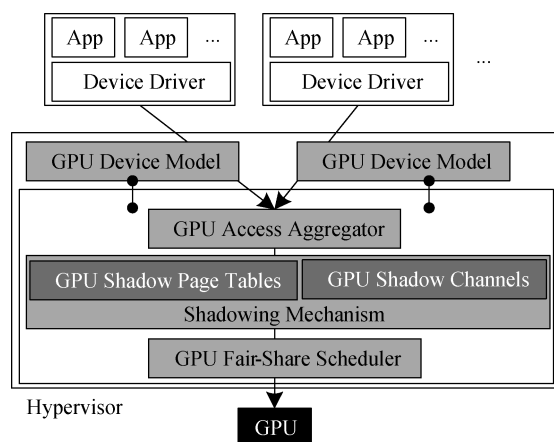 App App ... App App ...
Device Driver Device Driver ...
GPU Device Model GPU Device Model
GPU Access Aggregator
GPU Shadow Page Tables GPU Shadow Channels
Shadowing Mechanism
GPU Fair-Share Scheduler
Hypervisor
GPU